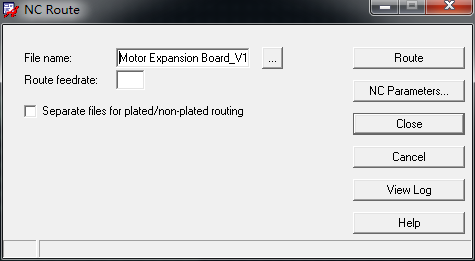 NC Route
File name: Motor Expansion Board_V1 ...
Route feedrate:
Separate files for plated/non-plated routing
Route
NC Parameters...
Close
Cancel
View Log
Help